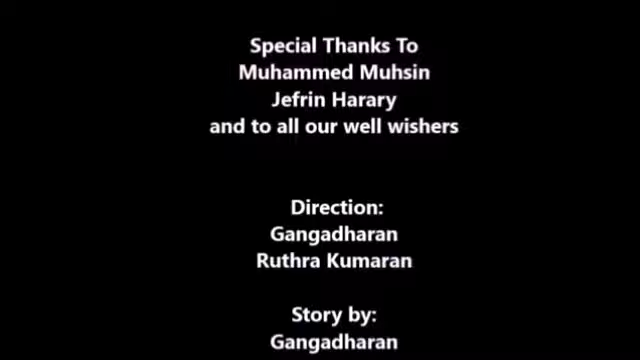 Special Thanks To
Muhammed Muhsin
Jefrin Harary
and to all our well wishers
Direction:
Gangadharan
Ruthra Kumaran
Story by:
Gangadharan